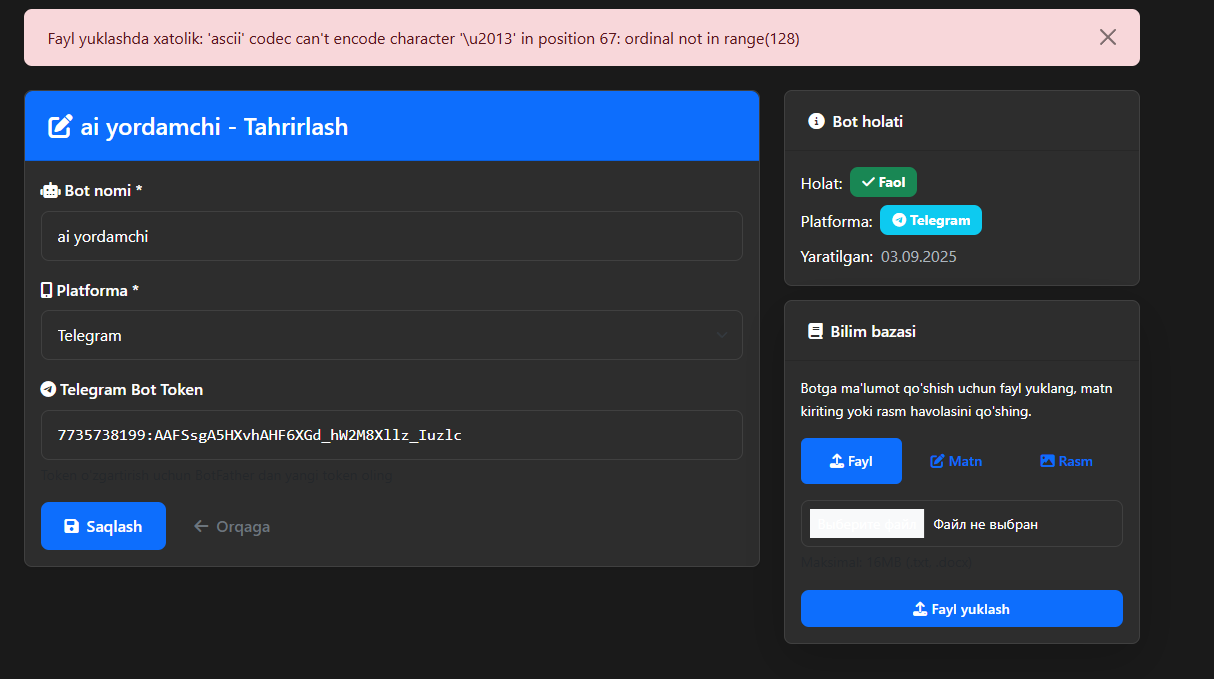 Fayl yuklashda xatolik: 'ascii' codec can't encode character '\u2013' in position 67: ordinal not in range(128)
ai yordamchi - Tahrirlash
Bot nomi *
ai yordamchi
Platforma *
Telegram
Telegram Bot Token
7735738199:AAFSsgA5HXvhAHF6XGd_hW2M8Xllz_Iuzlc
Token o'zgartirish uchun BotFather dan yangi token oling
Saqlash
Orqaga
Bot holati
Holat: Faol
Platforma: Telegram
Yaratilgan: 03.09.2025
Bilim bazasi
Botga ma'lumot qo'shish uchun fayl yuklang, matn
kiriting yoki rasm havolasini qo'shing.
Fayl Matn Rasm
Файл не выбран
Maksimal: 16MB (.txt, .docx)
Fayl yuklash